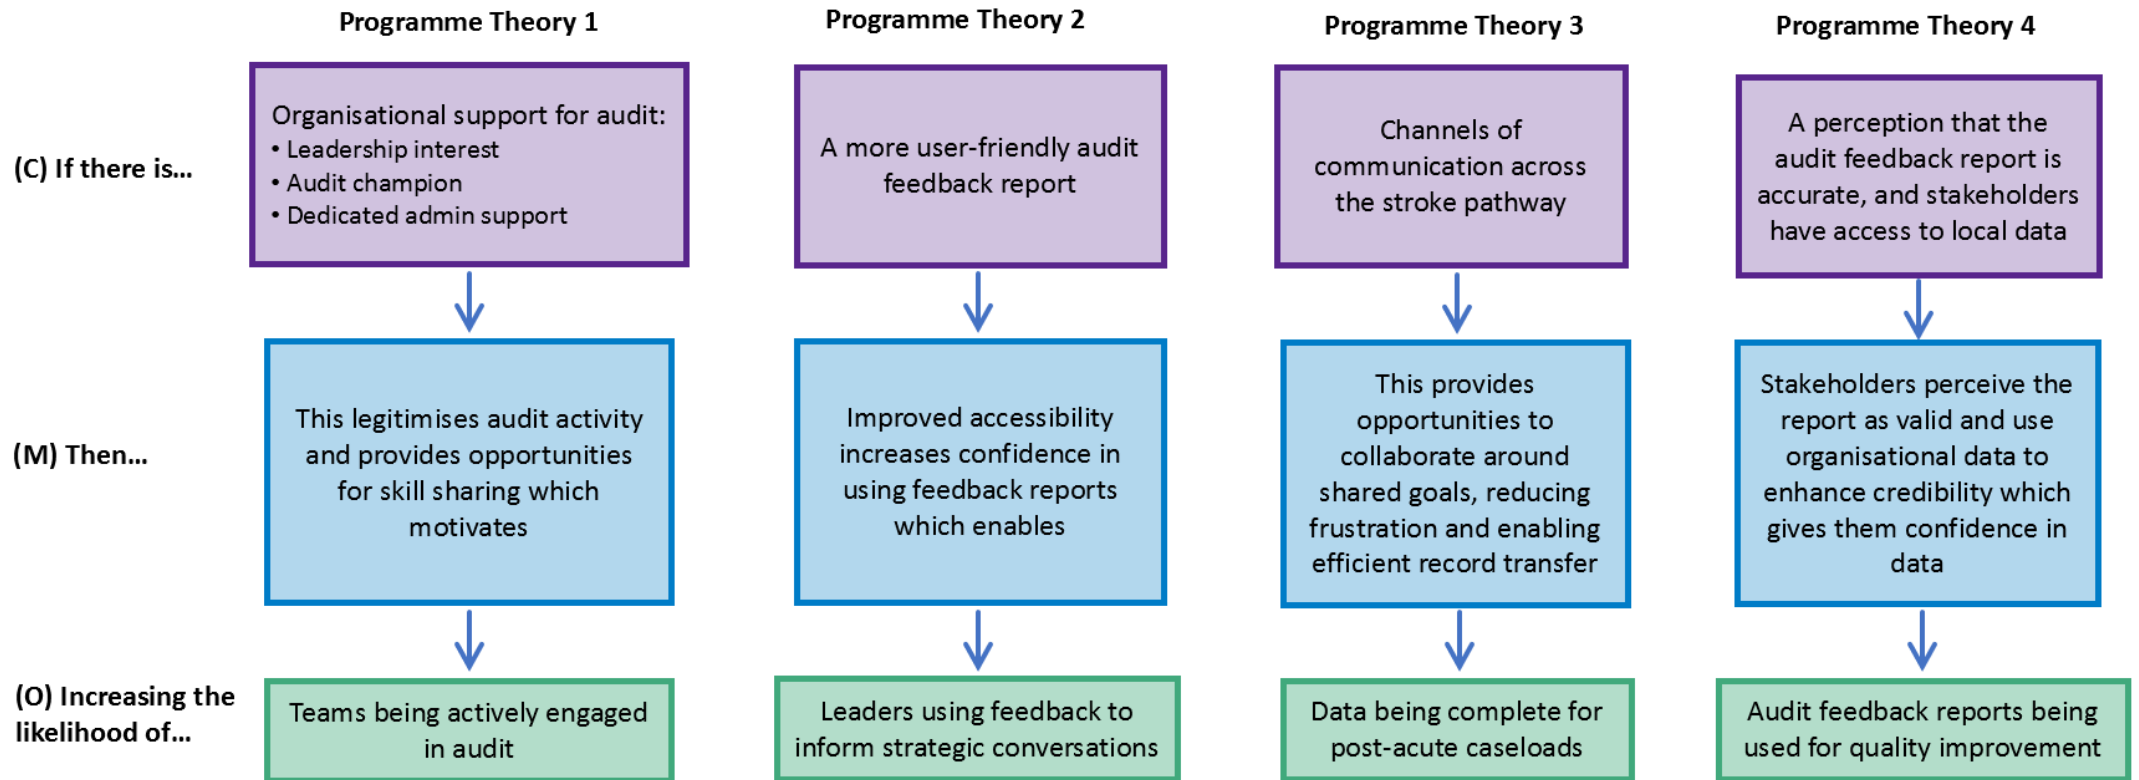 Programme Theory 1
Programme Theory 2
Programme Theory 3
Programme Theory 4
(C) If there is...
Organisational support for audit:
• Leadership interest
• Audit champion
• Dedicated admin support
A more user-friendly audit
feedback report
Channels of
communication across
the stroke pathway
A perception that the
audit feedback report is
accurate, and stakeholders
have access to local data
(M) Then...
This legitimises audit activity
and provides opportunities
for skill sharing which
motivates
Improved accessibility
increases confidence in
using feedback reports
which enables
This provides
opportunities to
collaborate around
shared goals, reducing
frustration and enabling
efficient record transfer
Stakeholders perceive the
report as valid and use
organisational data to
enhance credibility which
gives them confidence in
data
(O) Increasing the
likelihood of...
Teams being actively engaged
in audit
Leaders using feedback to
inform strategic conversations
Data being complete for
post-acute caseloads
Audit feedback reports being
used for quality improvement